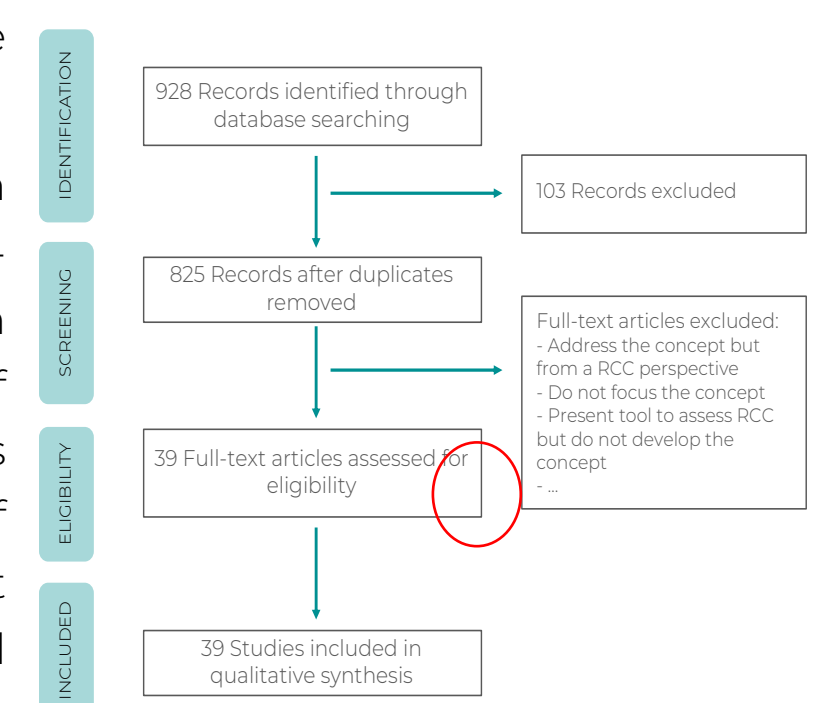 IDENTIFICATION
928 Records identified through
database searching
103 Records excluded
SCREENING
825 Records after duplicates
removed
Full-text articles excluded:
- Address the concept but
from a RCC perspective
- Do not focus the concept
- Present tool to assess RCC
but do not develop the
concept
- ...
ELIGIBILITY
39 Full-text articles assessed for
eligibility
INCLUDED
39 Studies included in
qualitative synthesis